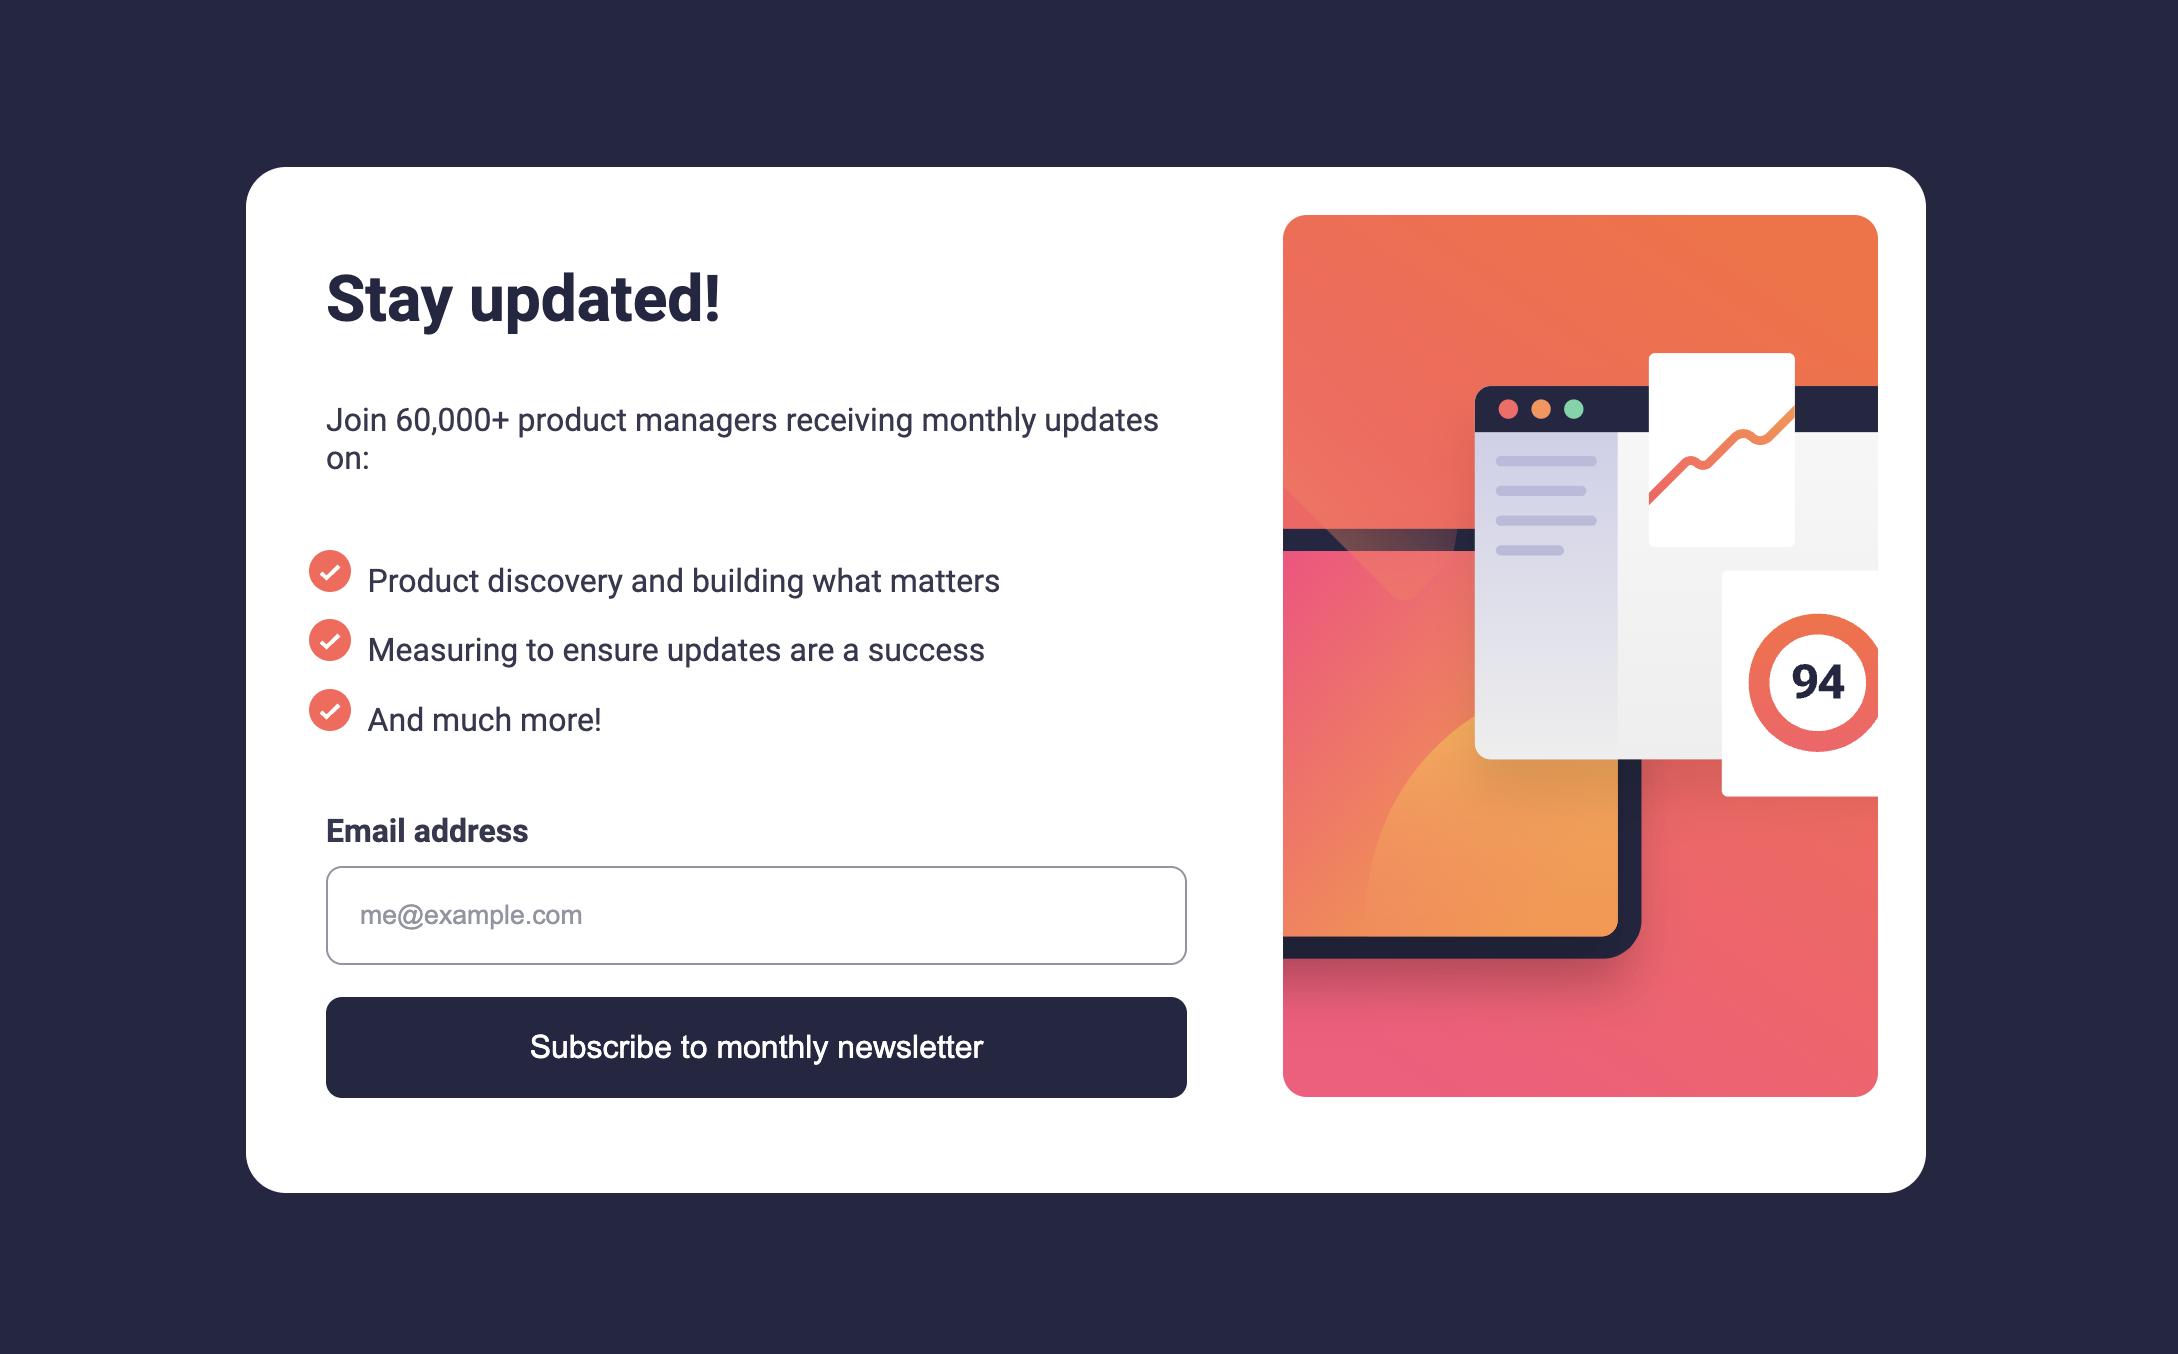 Stay updated!
Join 60,000+ product managers receiving monthly updates
on:
Product discovery and building what matters
Measuring to ensure updates are a success
And much more!
Email address
me@example.com
Subscribe to monthly newsletter
94